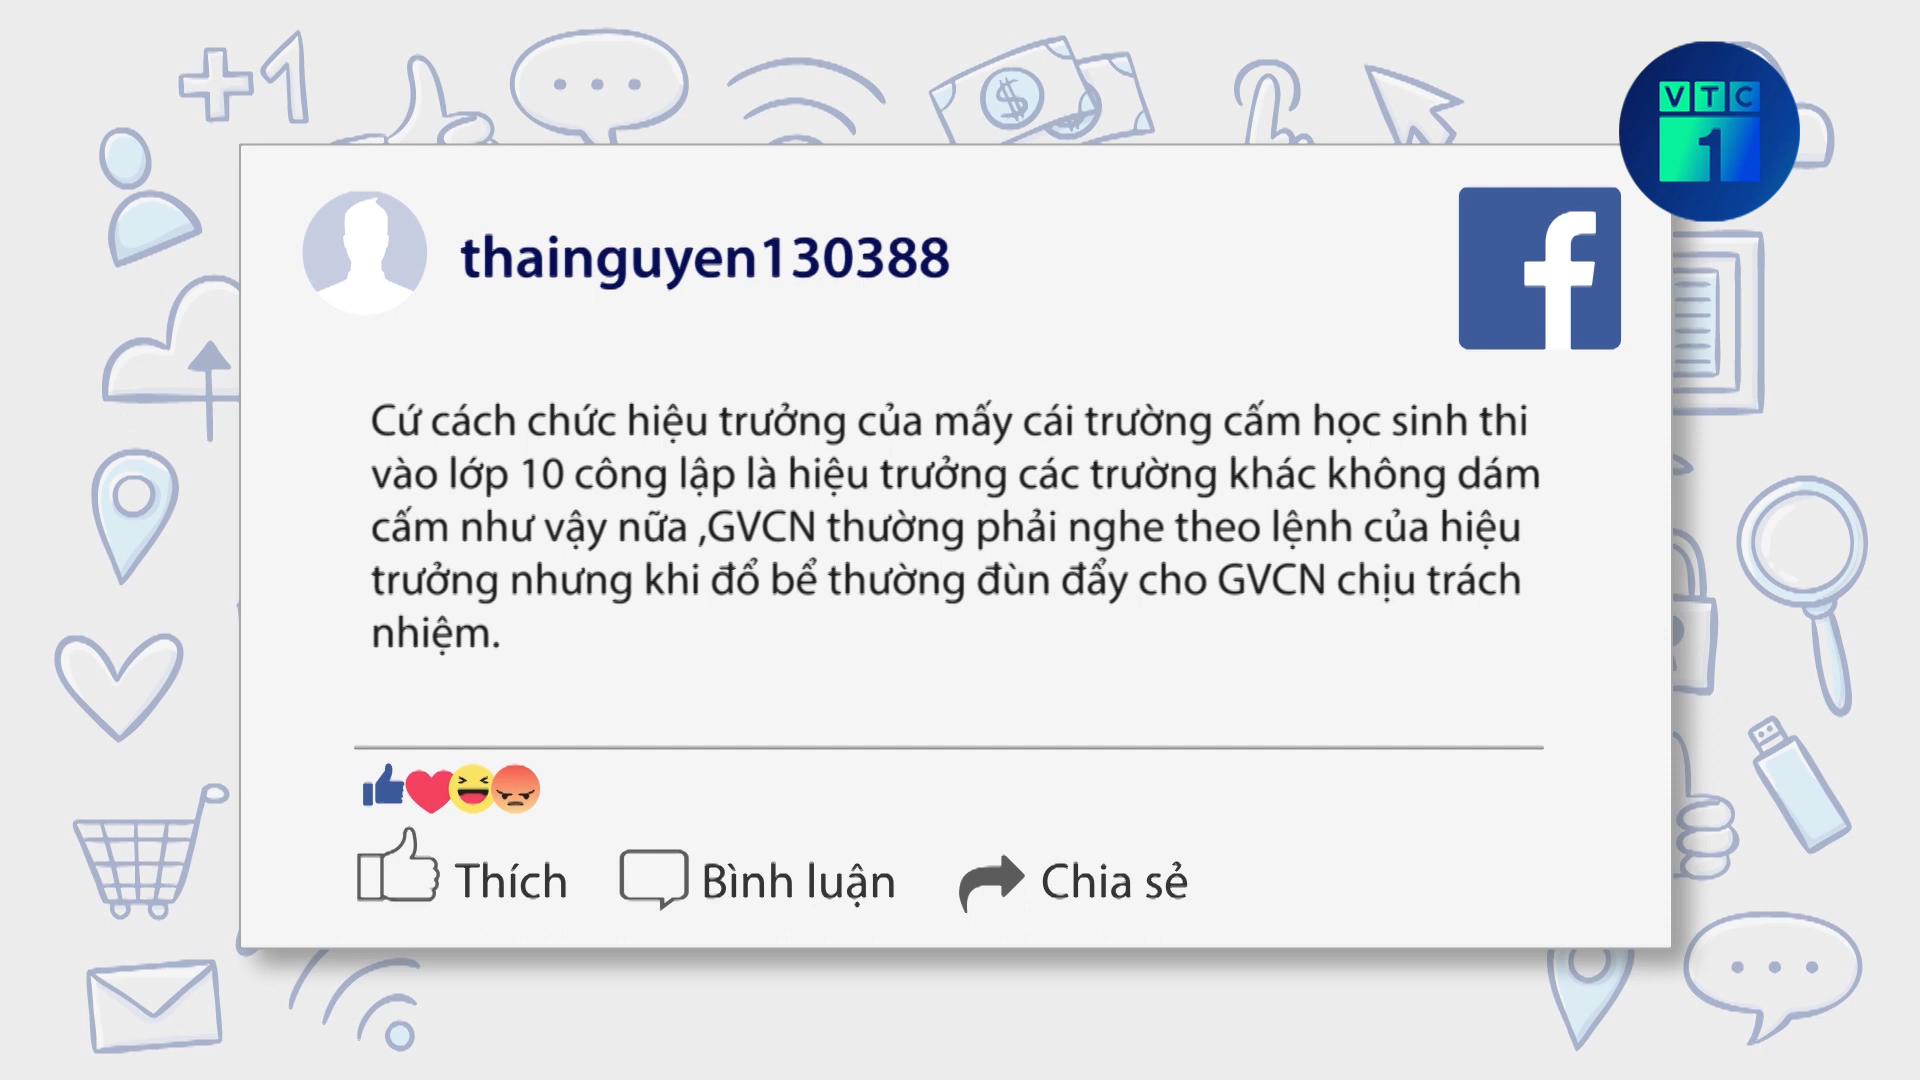 +1
VTC
1
thainguyen130388
f
Cứ cách chức hiệu trưởng của mấy cái trường cấm học sinh thi
vào lớp 10 công lập là hiệu trưởng các trường khác không dám
cấm như vậy nữa ,GVCN thường phải nghe theo lệnh của hiệu
trưởng nhưng khi đổ bể thường đùn đẩy cho GVCN chịu trách
nhiệm.
Thích Bình luận Chia sẻ